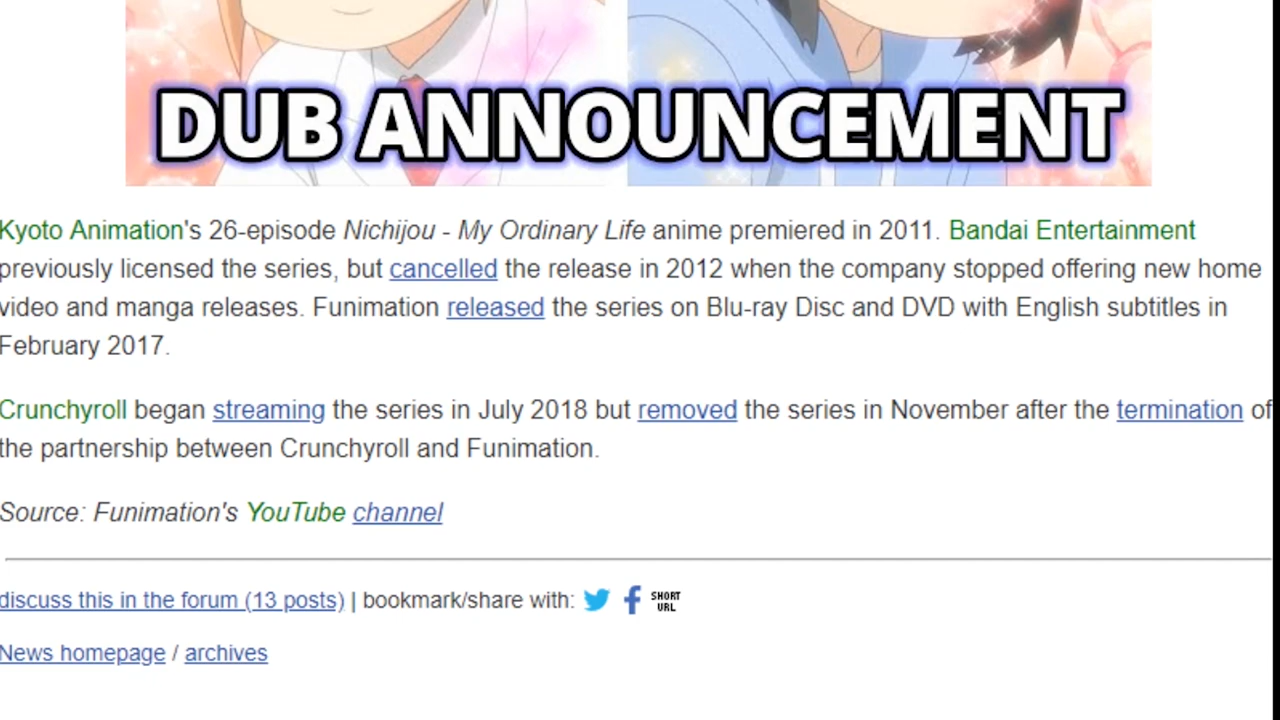 DUB ANNOUNCEMENT
Kyoto Animation's 26-episode Nichijou - My Ordinary Life anime premiered in 2011. Bandai Entertainment
previously licensed the series, but cancelled the release in 2012 when the company stopped offering new home
video and manga releases. Funimation released the series on Blu-ray Disc and DVD with English subtitles in
February 2017.
Crunchyroll began streaming the series in July 2018 but removed the series in November after the termination of
the partnership between Crunchyroll and Funimation.
Source: Funimation's YouTube channel
discuss this in the forum (13 posts) | bookmark/share with: SHORT URL
News homepage / archives